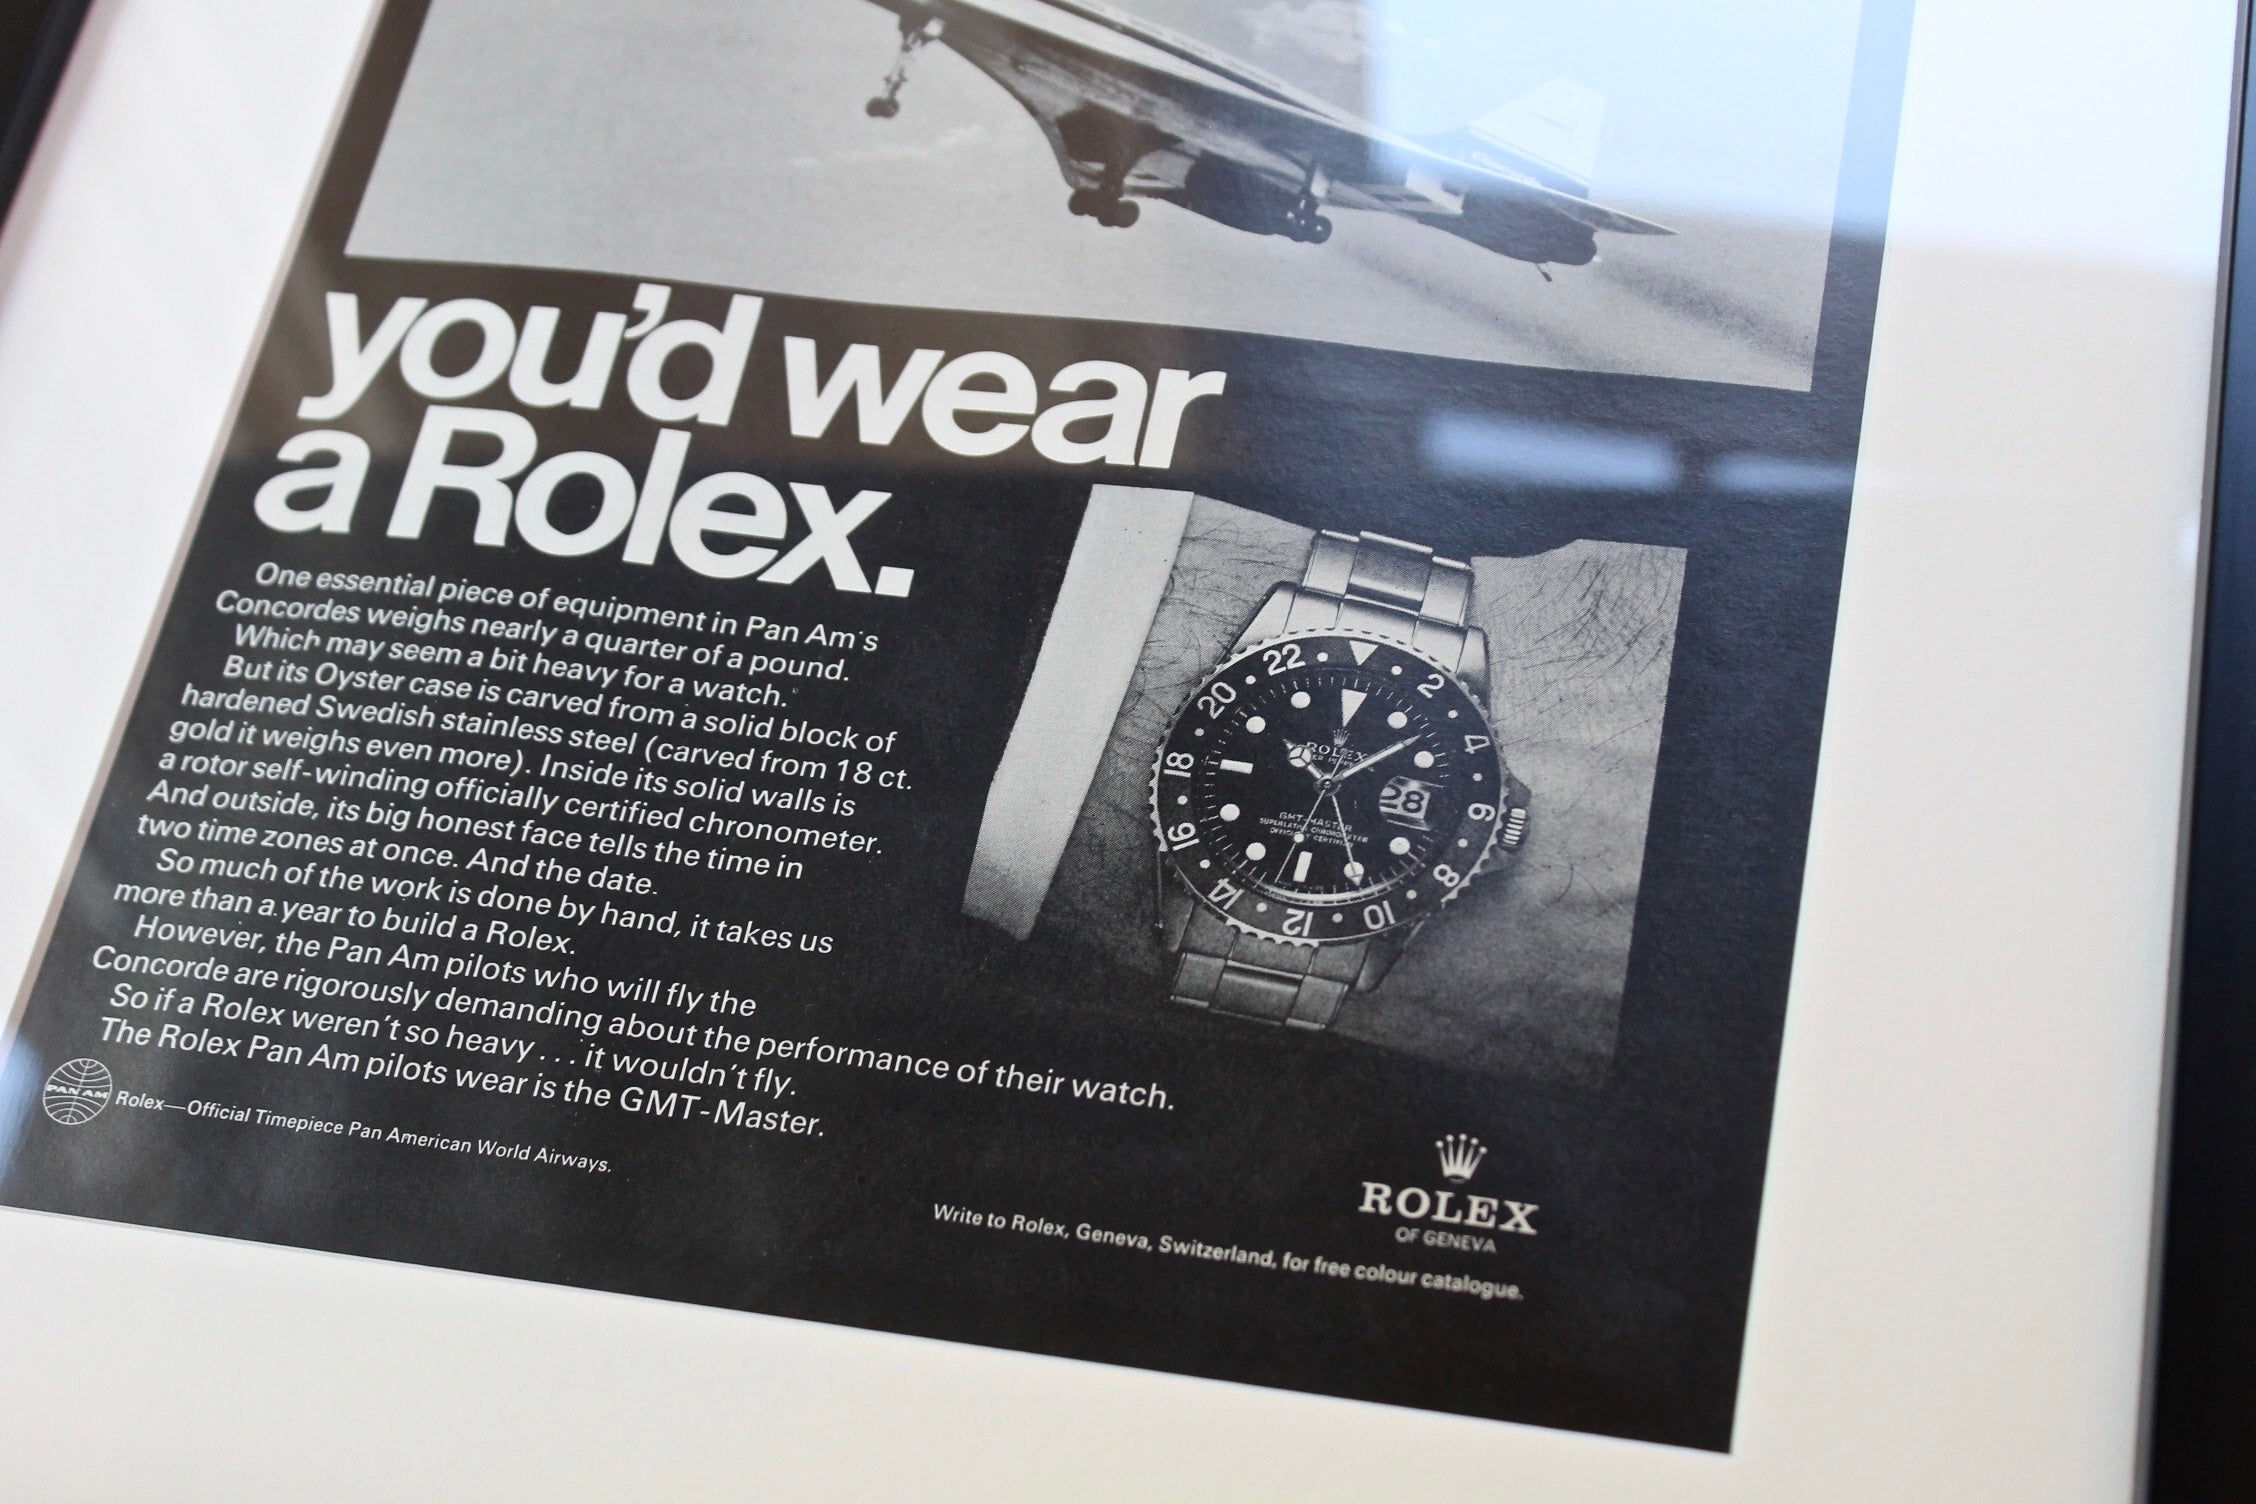 you'd wear
a Rolex.
One essential piece of equipment in Pan Am's
Concordes weighs nearly a quarter of a pound.
Which may seem a bit heavy for a watch.
But its Oyster case is carved from a solid block of
hardened Swedish stainless steel (carved from 18 ct.
gold it weighs even more). Inside its solid walls is
a rotor self-winding officially certified chronometer.
And outside, its big honest face tells the time in
two time zones at once. And the date.
So much of the work is done by hand, it takes us
more than a year to build a Rolex.
However, the Pan Am pilots who will fly the
Concorde are rigorously demanding about the performance of their watch.
So if a Rolex weren't so heavy... it wouldn't fly.
The Rolex Pan Am pilots wear is the GMT-Master.
PAN AM
Rolex—Official Timepiece Pan American World Airways.
22 2 4 6 8 10 12 14 16 18 20
ROLEX
28
GMT-MASTER
SUPERLATIVE CHRONOMETER
OFFICIALLY CERTIFIED
ROLEX
OF GENEVA
Write to Rolex, Geneva, Switzerland, for free colour catalogue.